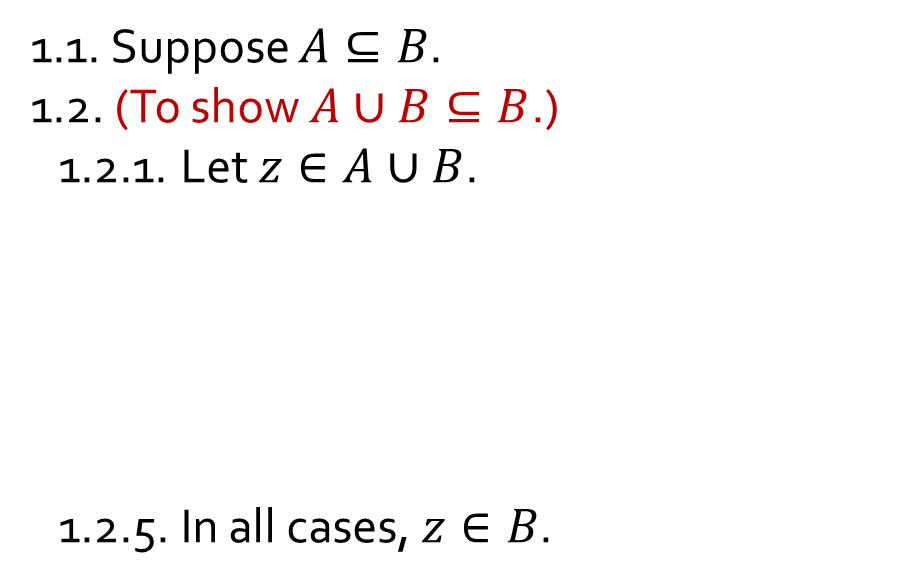 1.1. Suppose A ⊆ B.
1.2. (To show A ∪ B ⊆ B.)
1.2.1. Let z ∈ A ∪ B.
1.2.5. In all cases, z ∈ B.